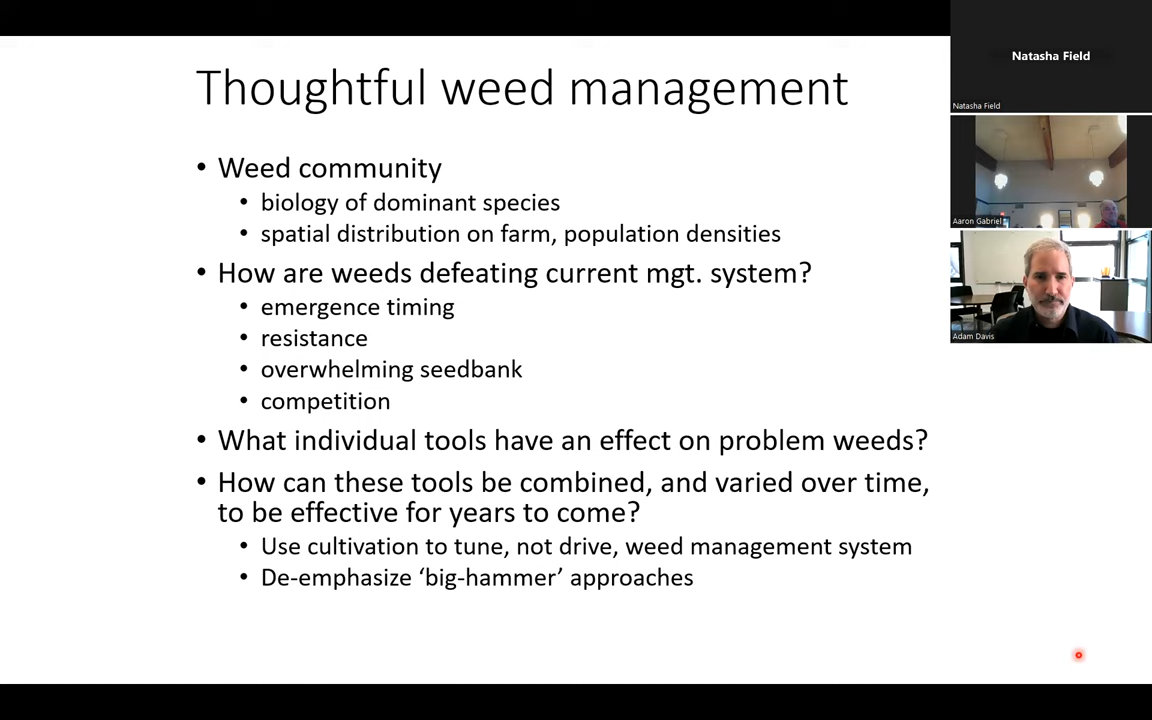 Thoughtful weed management
• Weed community
• biology of dominant species
• spatial distribution on farm, population densities
• How are weeds defeating current mgt. system?
• emergence timing
• resistance
• overwhelming seedbank
• competition
• What individual tools have an effect on problem weeds?
• How can these tools be combined, and varied over time,
to be effective for years to come?
• Use cultivation to tune, not drive, weed management system
• De-emphasize ‘big-hammer’ approaches
Natasha Field
Natasha Field
Aaron Gabriel
Adam Davis